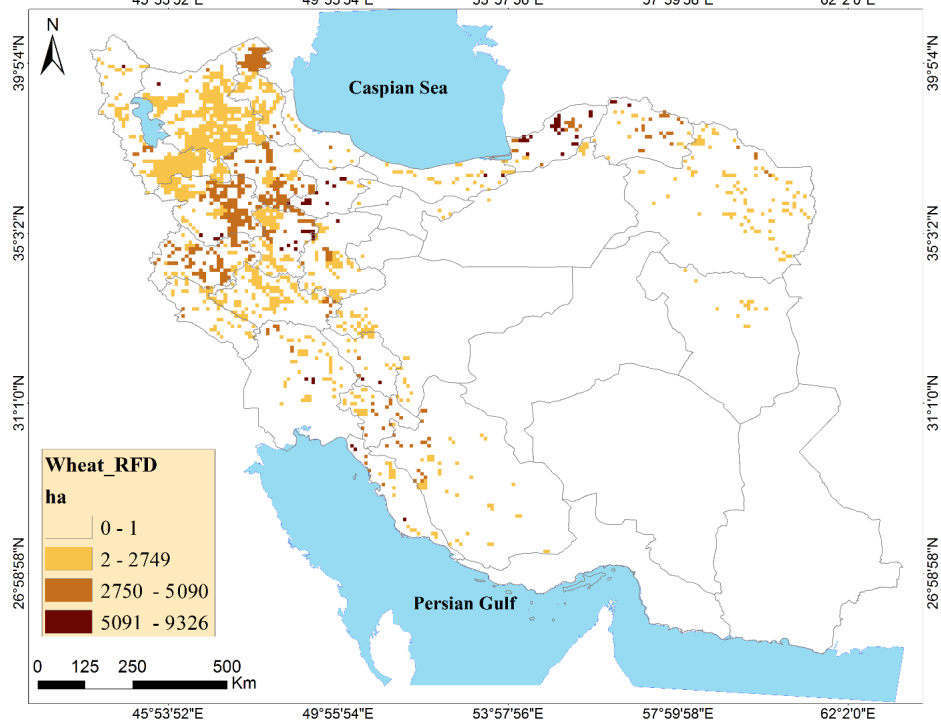 45°53'52"E 49°55'54"E 53°57'56"E 57°59'58"E 62°2'0"E
N
39°5'4"N
39°5'4"N
Caspian Sea
35°3'2"N
35°3'2"N
31°1'0"N
31°1'0"N
Wheat_RFD
ha
0 - 1
2 - 2749
2750 - 5090
5091 - 9326
26°58'58"N
26°58'58"N
Persian Gulf
0 125 250 500
Km
45°53'52"E 49°55'54"E 53°57'56"E 57°59'58"E 62°2'0"E